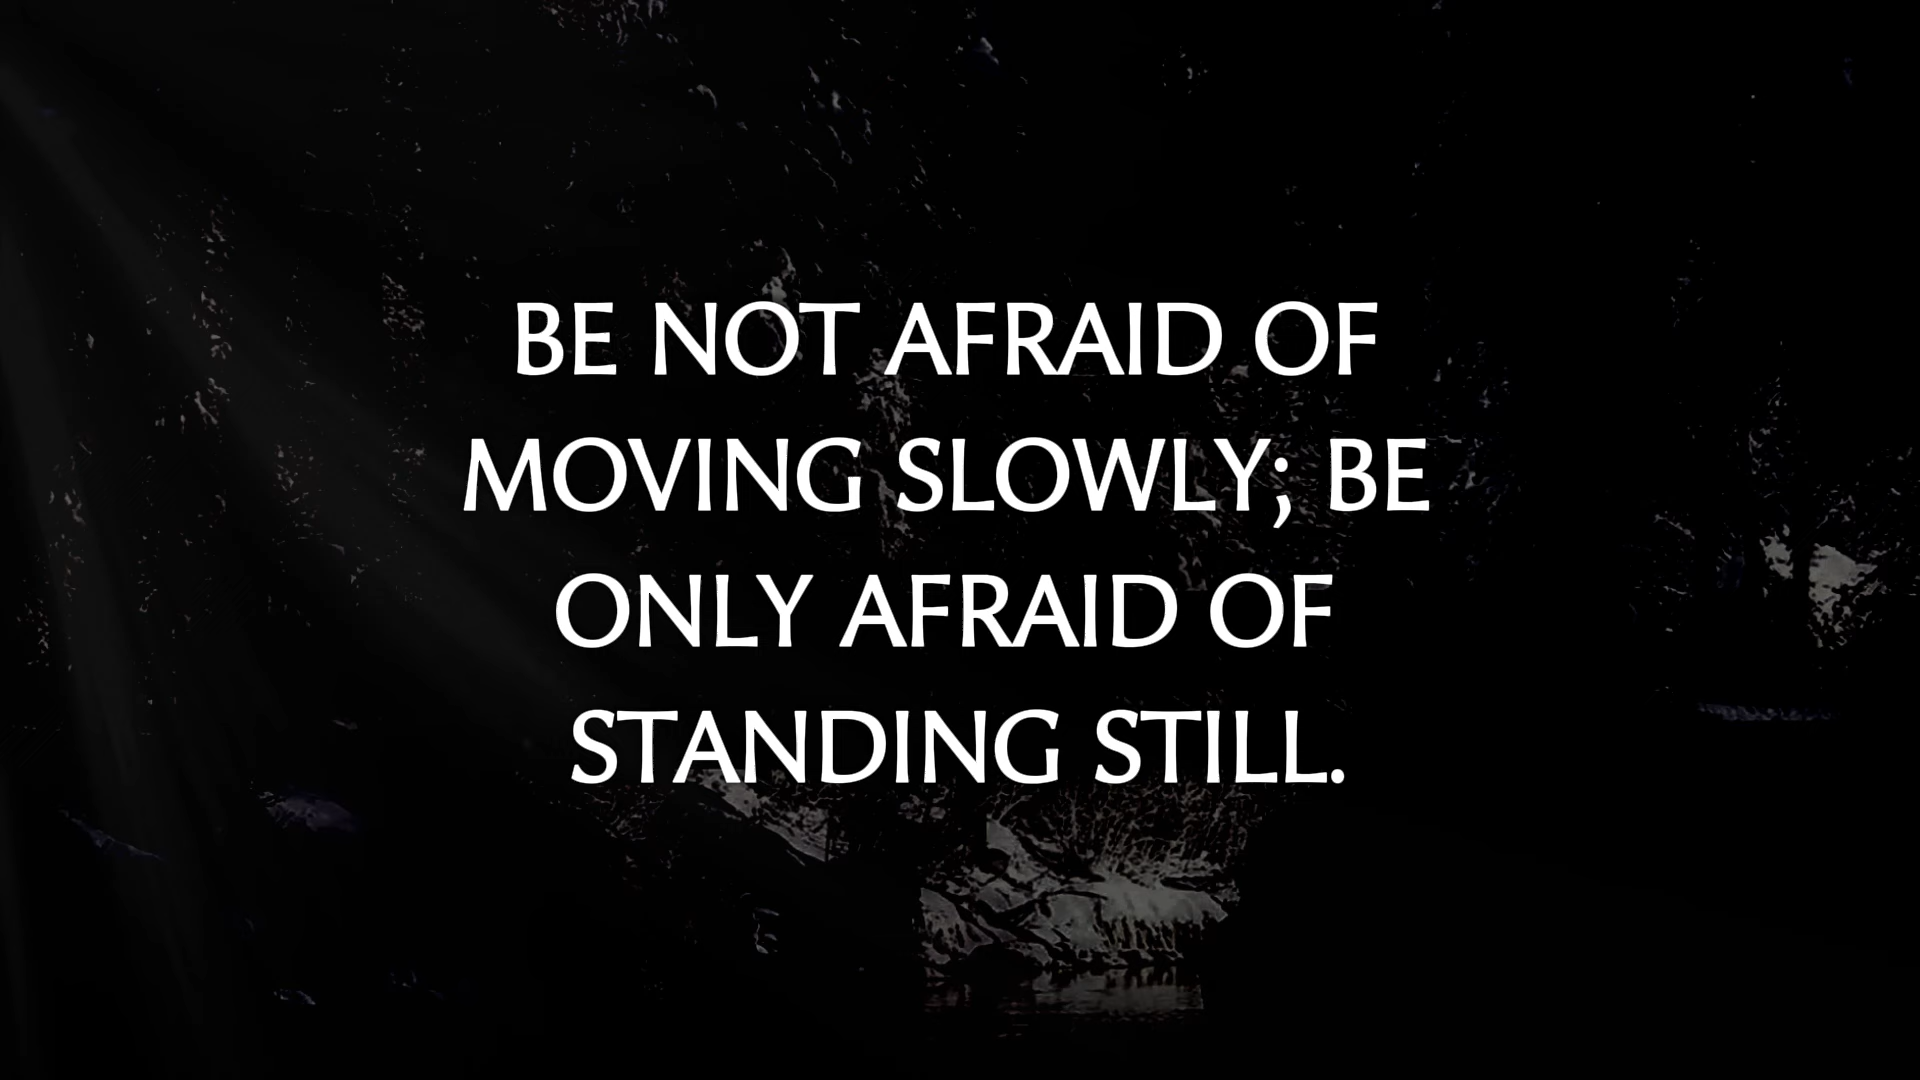 BE NOT AFRAID OF
MOVING SLOWLY; BE
ONLY AFRAID OF
STANDING STILL.